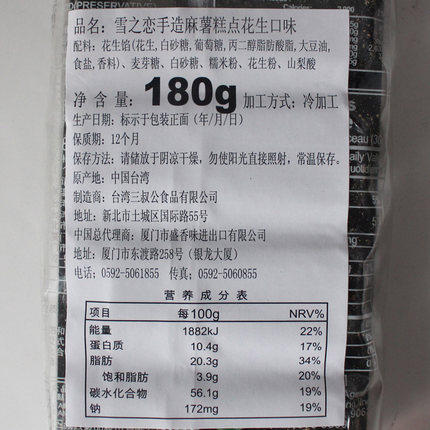 D(PRESERVATIVE)
品名：雪之恋手造麻薯糕点花生口味
配料：花生馅(花生,白砂糖,葡萄糖,丙二醇脂肪酸脂,大豆油,
食盐,香料)、麦芽糖、白砂糖、糯米粉、花生粉、山梨酸
净含量：180g 加工方式：冷加工
生产日期：标示于包装正面（年/月/日）
保质期：12个月
保存方法：请储放于阴凉干燥，勿使阳光直接照射，常温保存。
原产地：中国台湾
制造商：台湾三叔公食品有限公司
地址：新北市土城区国际路55号
中国总代理商：厦门市盛香味进出口有限公司
地址：厦门市东渡路258号（银龙大厦）
电话：0592-5061855 传真；0592-5060855
营养成分表
项目 每100g NRV%
能量 1882kJ 22%
蛋白质 10.4g 17%
脂肪 20.3g 34%
饱和脂肪 3.9g 20%
碳水化合物 56.1g 19%
钠 172mg 19%